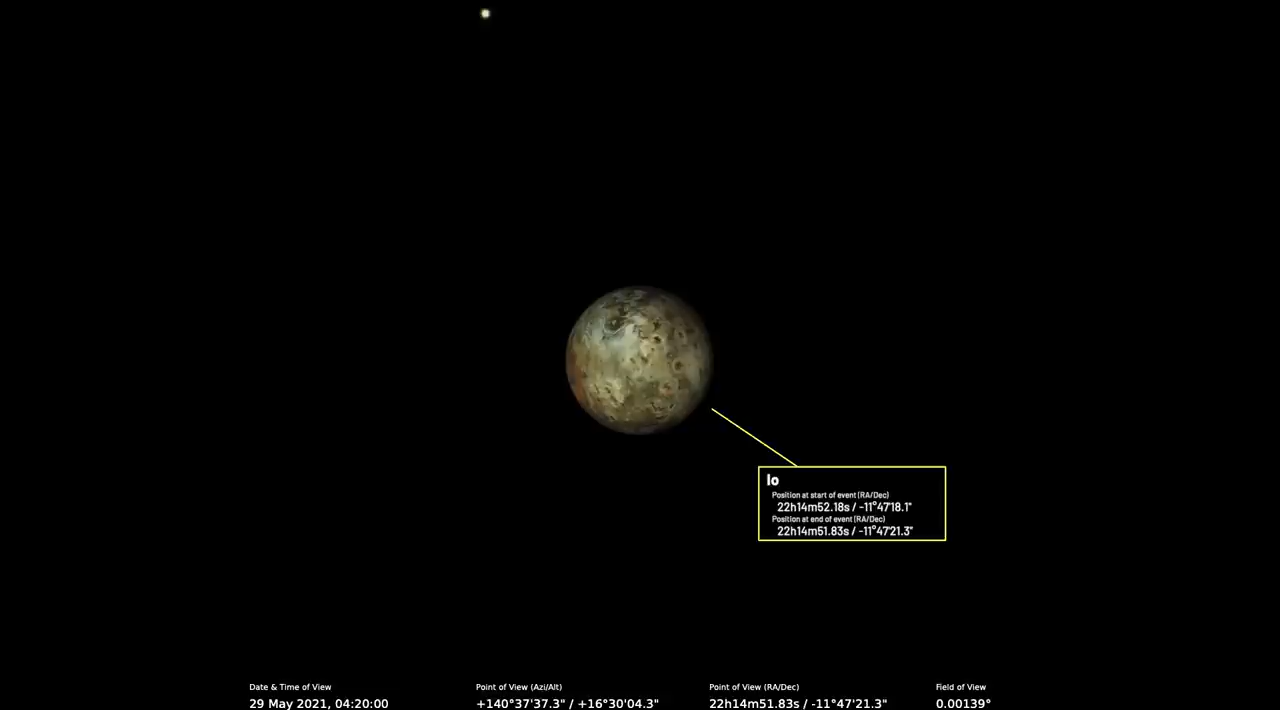 Io
Position at start of event (RA/Dec)
22h14m52.18s / -11°47'18.1"
Position at end of event (RA/Dec)
22h14m51.83s / -11°47'21.3"
Date & Time of View
Point of View (Azi/Alt)
Point of View (RA/Dec)
Field of View
29 May 2021, 04:20:00
+140°37'37.3" / +16°30'04.3"
22h14m51.83s / -11°47'21.3"
0.00139°